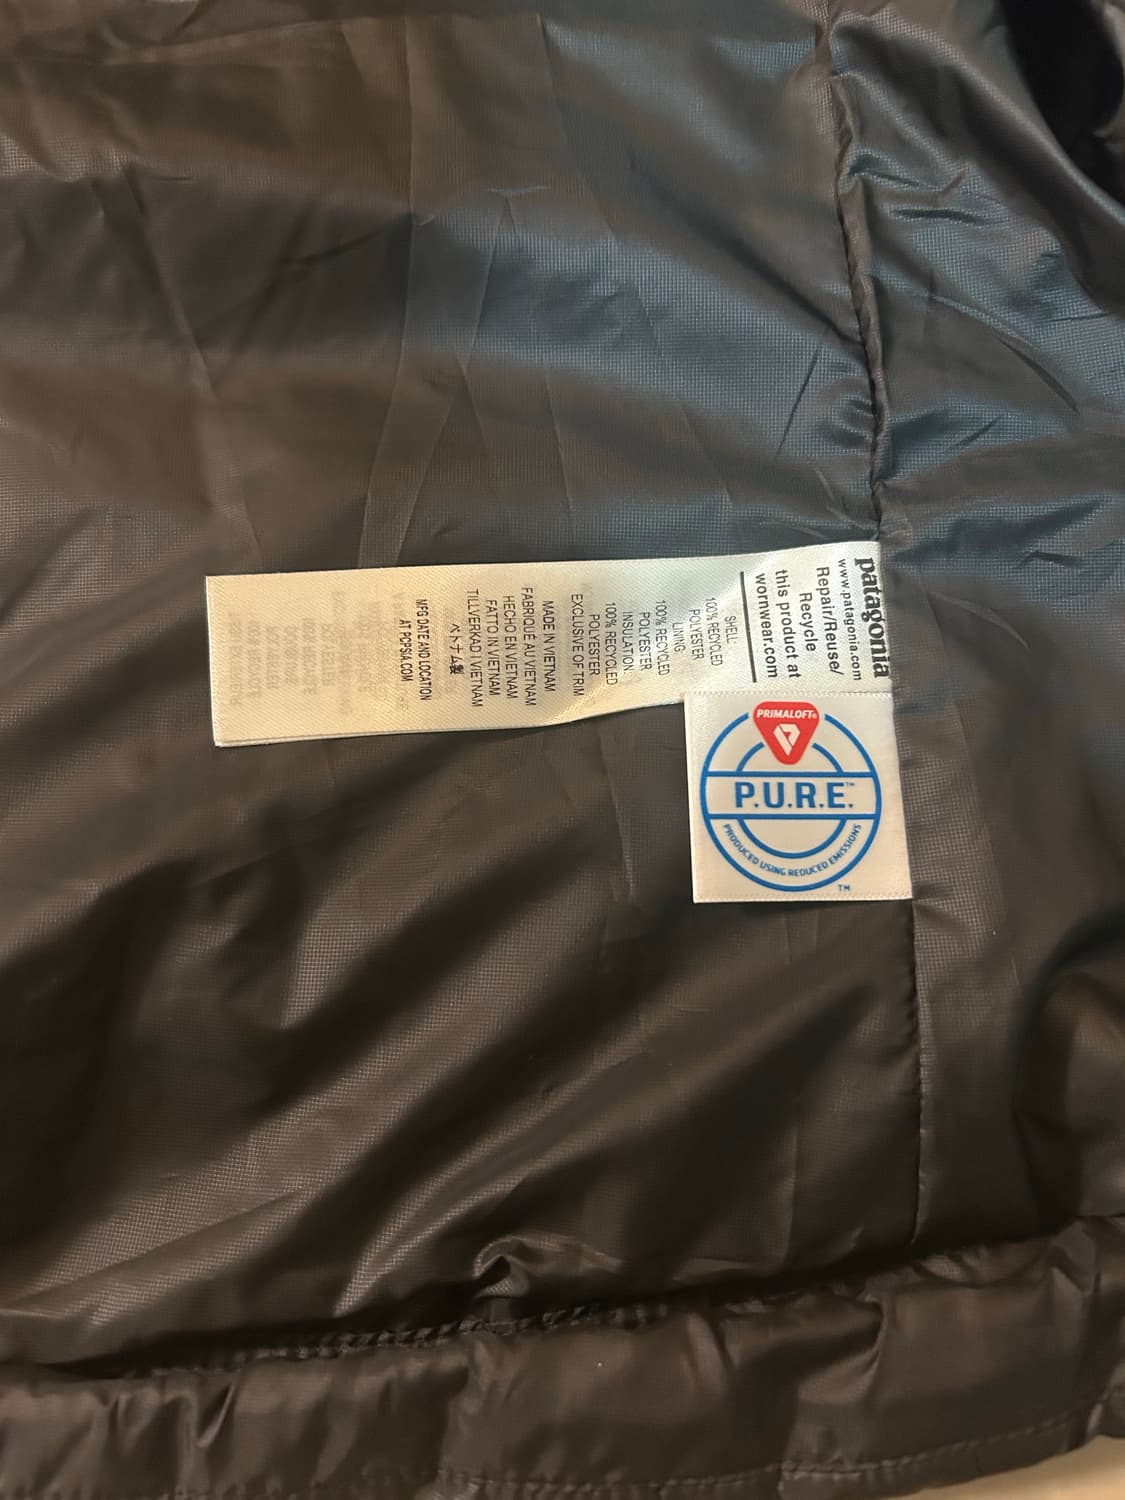 patagonia
www.patagonia.com
Repair/Reuse/
Recycle
this product at
wornwear.com
SHELL:
100% RECYCLED
POLYESTER
LINING:
100% RECYCLED
POLYESTER
INSULATION:
100% RECYCLED
POLYESTER
EXCLUSIVE OF TRIM
MADE IN VIETNAM
FABRIQUÉ AU VIETNAM
HECHO EN VIETNAM
FATTO IN VIETNAM
TILLVERKAD I VIETNAM
ベトナム製
MFG DATE AND LOCATION
AT PCPSIA.COM
PRIMALOFT®
P.U.R.E.™
PRODUCED USING REDUCED EMISSIONS
TM